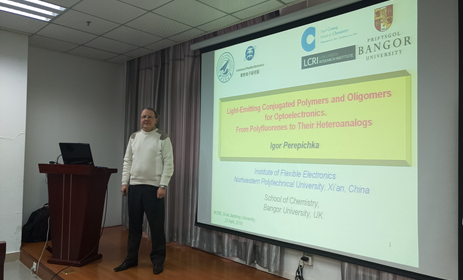 LCRI
PRIFYSGOL
BANGOR
UNIVERSITY
Light-Emitting Conjugated Polymers and Oligomers
for Optoelectronics.
From Polyfluorenes to Their Heteroanalogs
Igor Perepichka
Institute of Flexible Electronics
Northwestern Polytechnical University, Xi'an, China
School of Chemistry,
Bangor University, UK
1